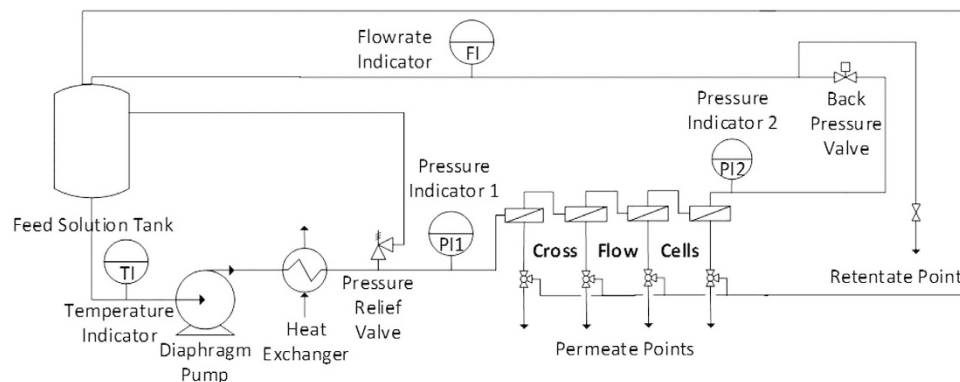 Flowrate
Indicator
FI
Pressure
Indicator 2
PI2
Back
Pressure
Valve
Pressure
Indicator 1
PI1
Feed Solution Tank
TI
Temperature
Indicator
Diaphragm
Pump
Heat
Exchanger
Pressure
Relief
Valve
Cross Flow Cells
Permeate Points
Retentate Point